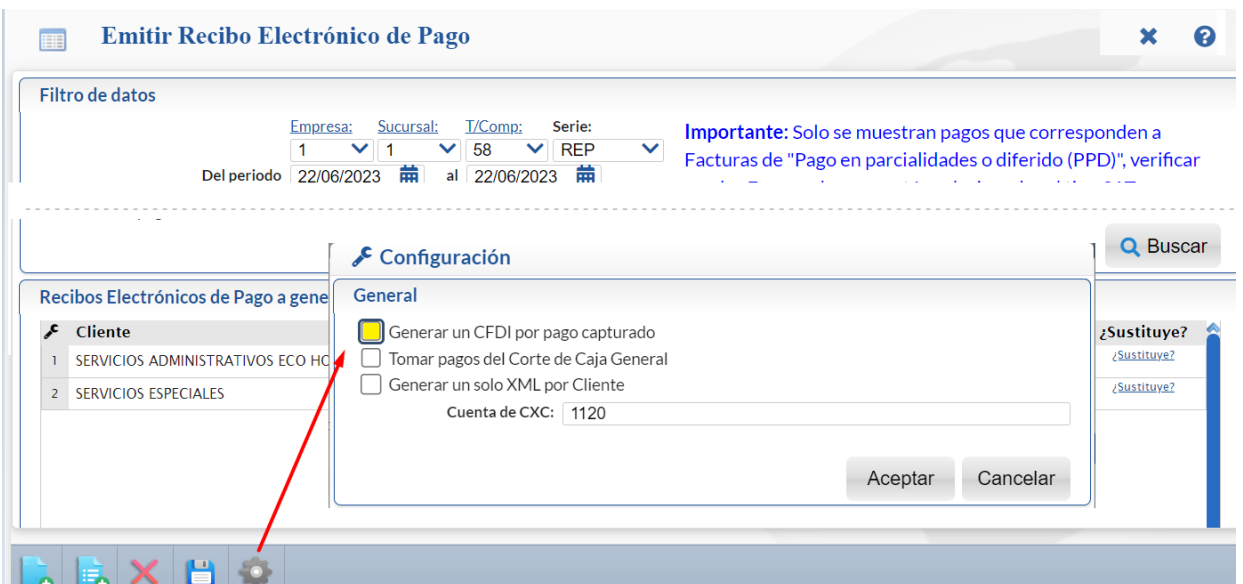 Emitir Recibo Electrónico de Pago
Filtro de datos
Empresa: Sucursal: T/Comp: Serie:
1 1 58 REP
Del periodo 22/06/2023 al 22/06/2023
Importante: Solo se muestran pagos que corresponden a
Facturas de "Pago en parcialidades o diferido (PPD)", verificar
Buscar
Configuración
Recibos Electrónicos de Pago a gene
General
Cliente
¿Sustituye?
1 SERVICIOS ADMINISTRATIVOS ECO HO
¿Sustituye?
2 SERVICIOS ESPECIALES
¿Sustituye?
Generar un CFDI por pago capturado
Tomar pagos del Corte de Caja General
Generar un solo XML por Cliente
Cuenta de CXC: 1120
Aceptar Cancelar